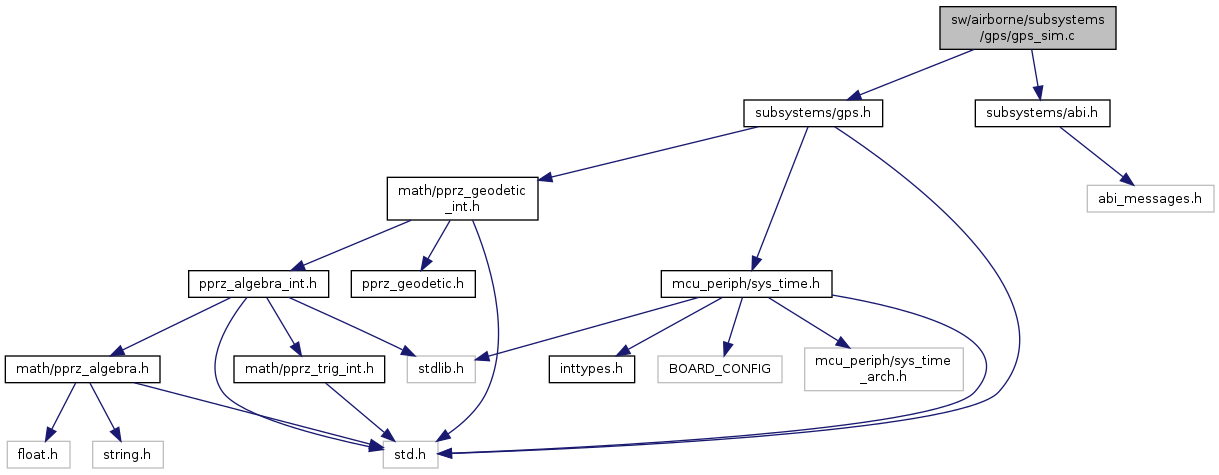 sw/airborne/subsystems
/gps/gps_sim.c
subsystems/gps.h
subsystems/abi.h
math/pprz_geodetic
_int.h
abi_messages.h
pprz_algebra_int.h
pprz_geodetic.h
mcu_periph/sys_time.h
math/pprz_algebra.h
math/pprz_trig_int.h
stdlib.h
inttypes.h
BOARD_CONFIG
mcu_periph/sys_time
_arch.h
float.h
string.h
std.h